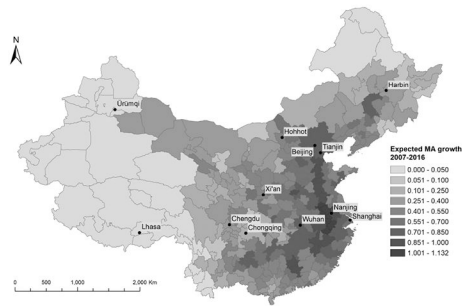 N
Harbin
Ürümqi
Hohhot
Beijing
Tianjin
Xi'an
Nanjing
Shanghai
Lhasa
Chengdu
Chongqing
Wuhan
Expected MA growth
2007-2016
0.000 - 0.050
0.051 - 0.100
0.101 - 0.250
0.251 - 0.400
0.401 - 0.550
0.551 - 0.700
0.701 - 0.850
0.851 - 1.000
1.001 - 1.132
0 500 1,000 2,000 Km